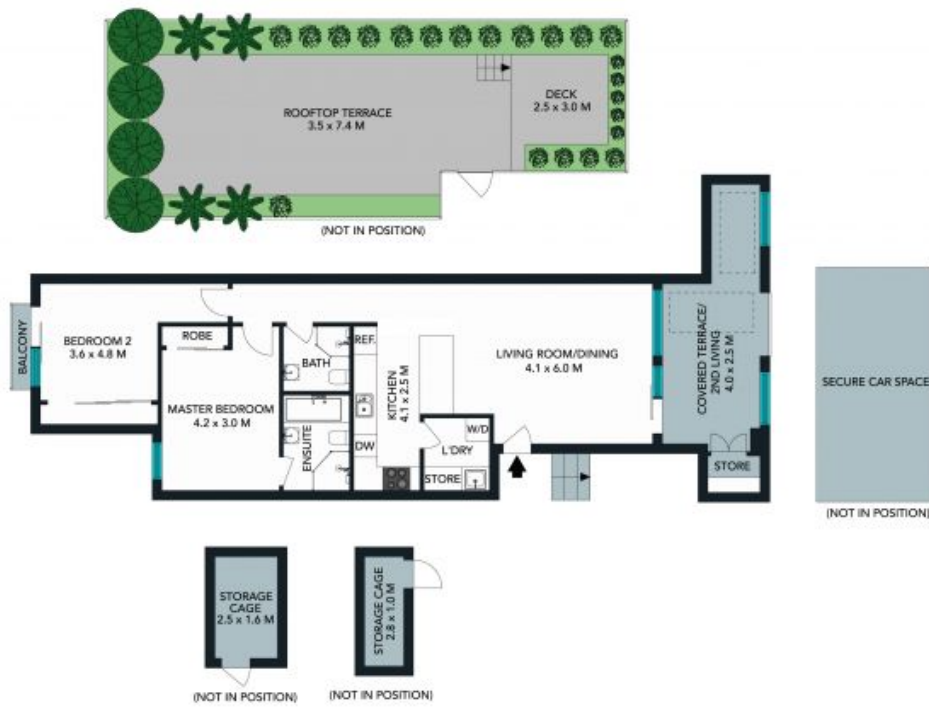 ROOFTOP TERRACE
3.5 x 7.4 M
DECK
2.5 x 3.0 M
(NOT IN POSITION)
BALCONY
BEDROOM 2
3.6 x 4.8 M
ROBE
MASTER BEDROOM
4.2 x 3.0 M
BATH
ENSUITE
REF.
KITCHEN
4.1 x 2.5 M
DW
W/D
L'DRY
STORE
LIVING ROOM/DINING
4.1 x 6.0 M
COVERED TERRACE/
2ND LIVING
4.0 x 2.5 M
STORE
SECURE CAR SPACE
(NOT IN POSITION)
STORAGE
CAGE
2.5 x 1.6 M
(NOT IN POSITION)
STORAGE CAGE
2.8 x 1.0 M
(NOT IN POSITION)